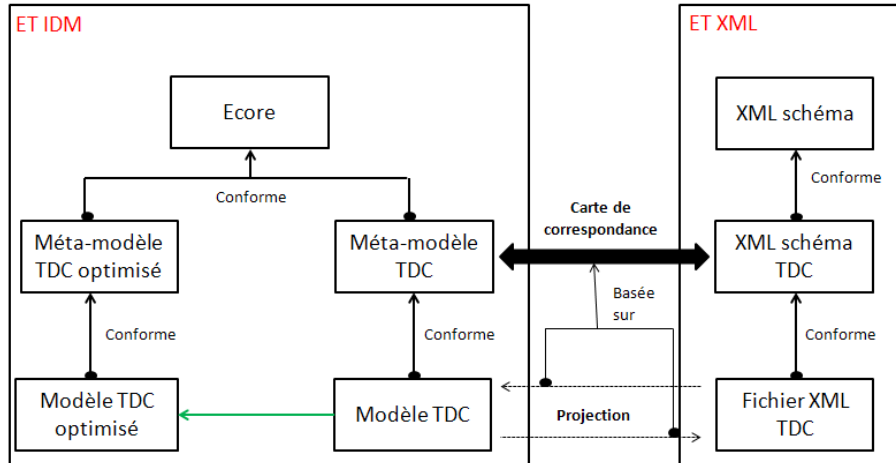 ET IDM
ET XML
Ecore
XML schéma
Conforme
Conforme
Carte de
correspondance
Méta-modèle
TDC optimisé
Méta-modèle
TDC
XML schéma
TDC
Basée
sur
Conforme
Conforme
Conforme
Modèle TDC
optimisé
Modèle TDC
Projection
Fichier XML
TDC